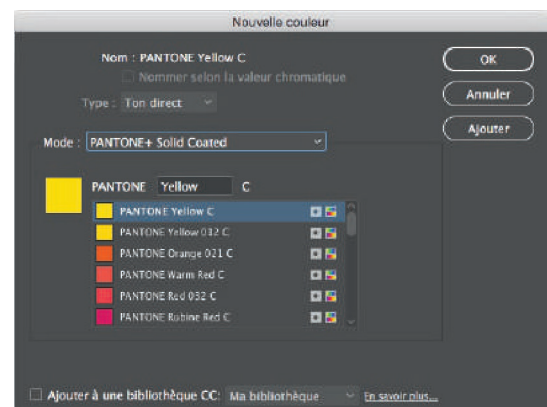 Nouvelle couleur
Nom : PANTONE Yellow C
OK
Nommer selon la valeur chromatique
Annuler
Type : Ton direct
Ajouter
Mode : PANTONE+ Solid Coated
PANTONE Yellow C
PANTONE Yellow C
PANTONE Yellow 012 C
PANTONE Orange 021 C
PANTONE Warm Red C
PANTONE Red 032 C
PANTONE Rubine Red C
Ajouter à une bibliothèque CC: Ma bibliothèque En savoir plus...